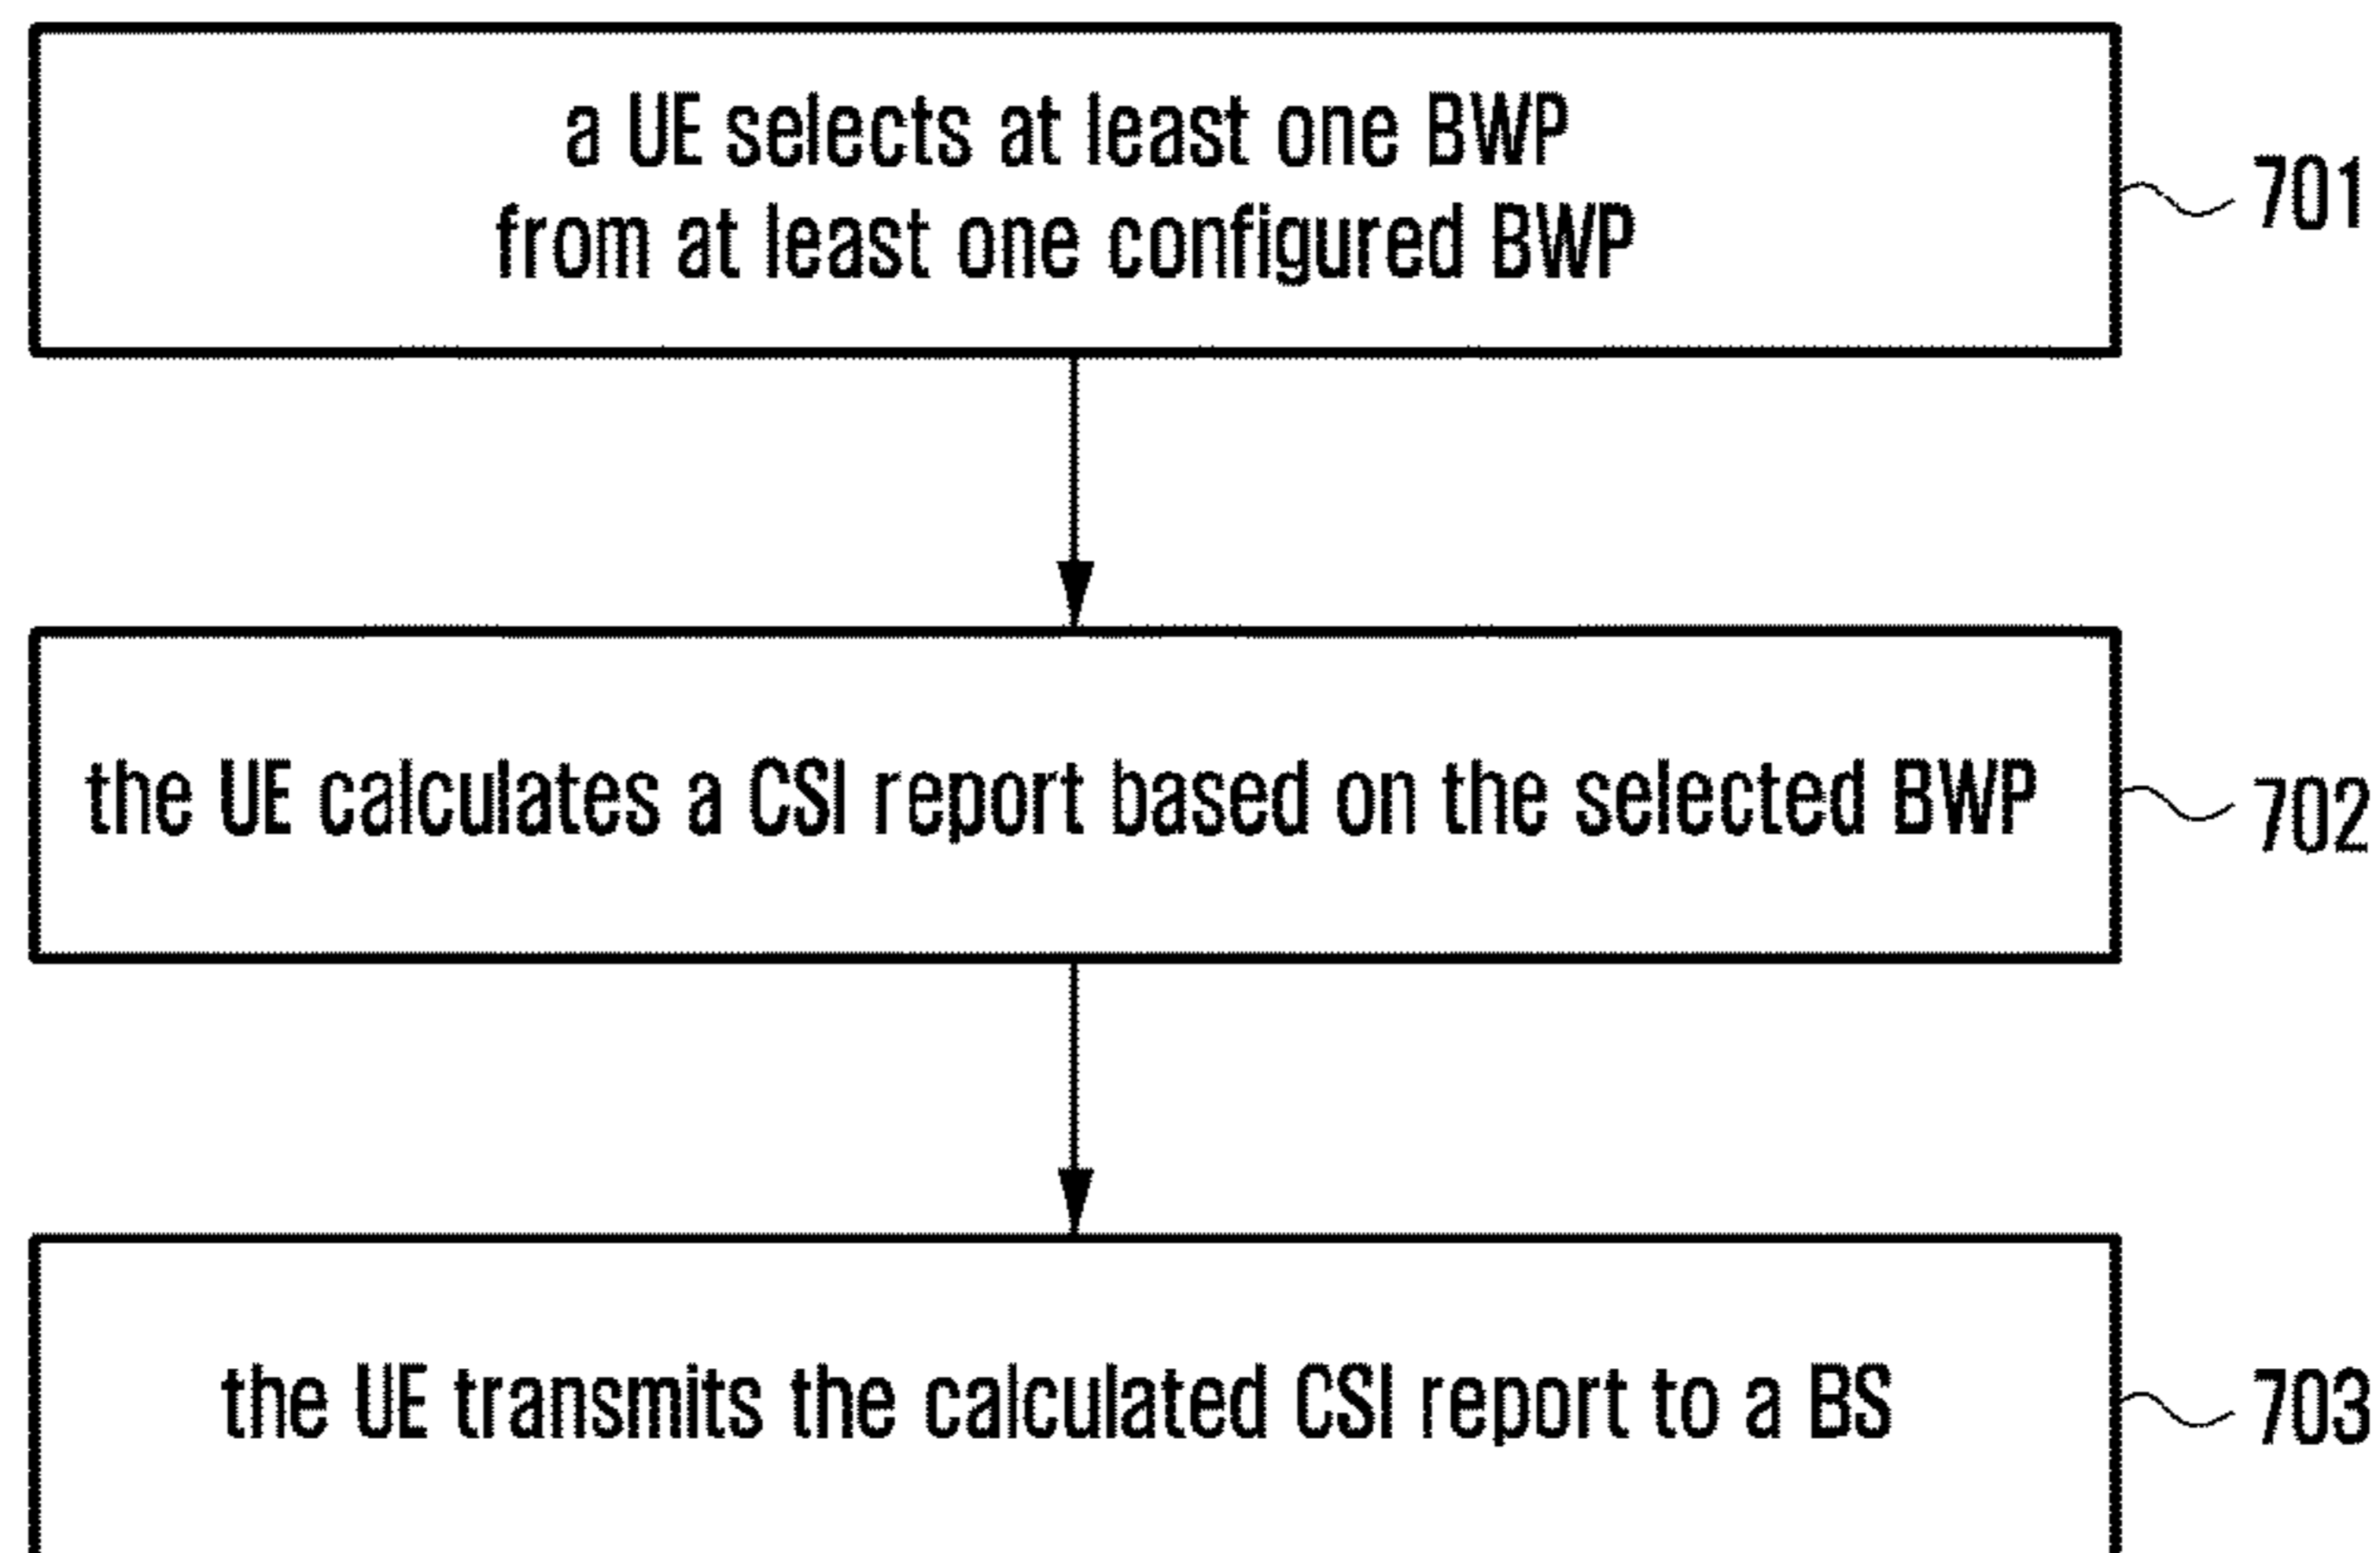 a UE selects at least one BWP
from at least one configured BWP
701
the UE calculates a CSI report based on the selected BWP
702
the UE transmits the calculated CSI report to a BS
703